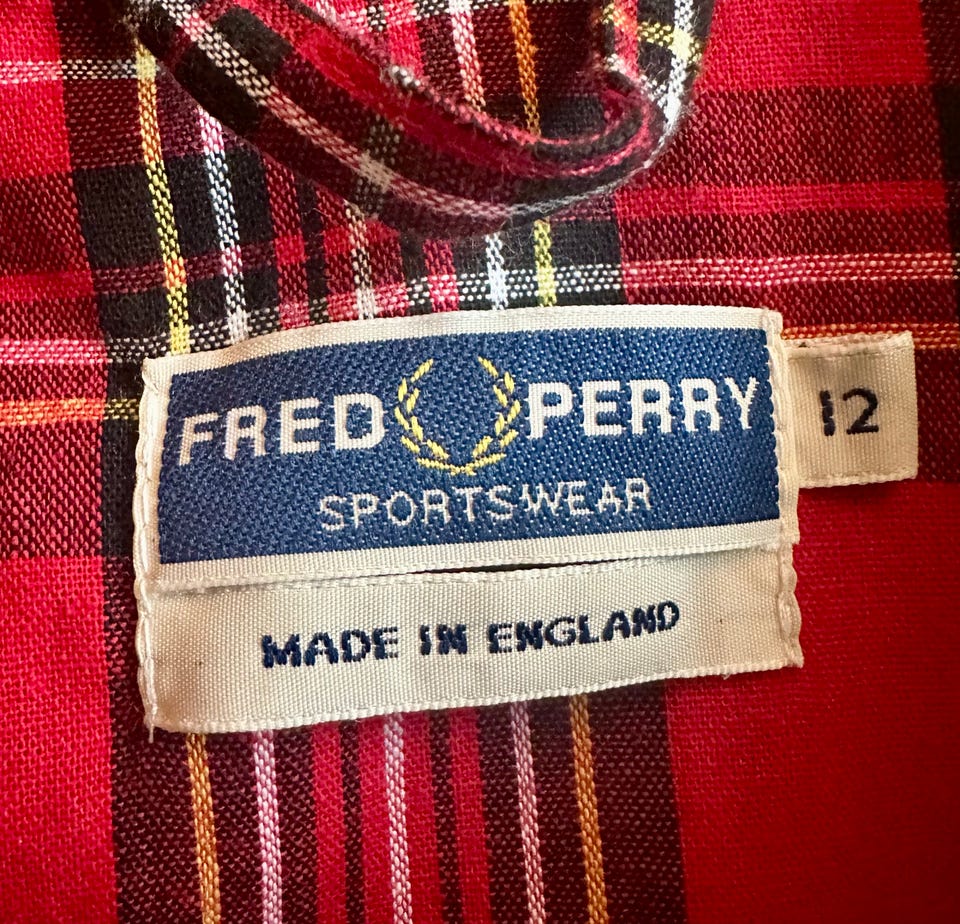 FRED PERRY
SPORTSWEAR
12
MADE IN ENGLAND